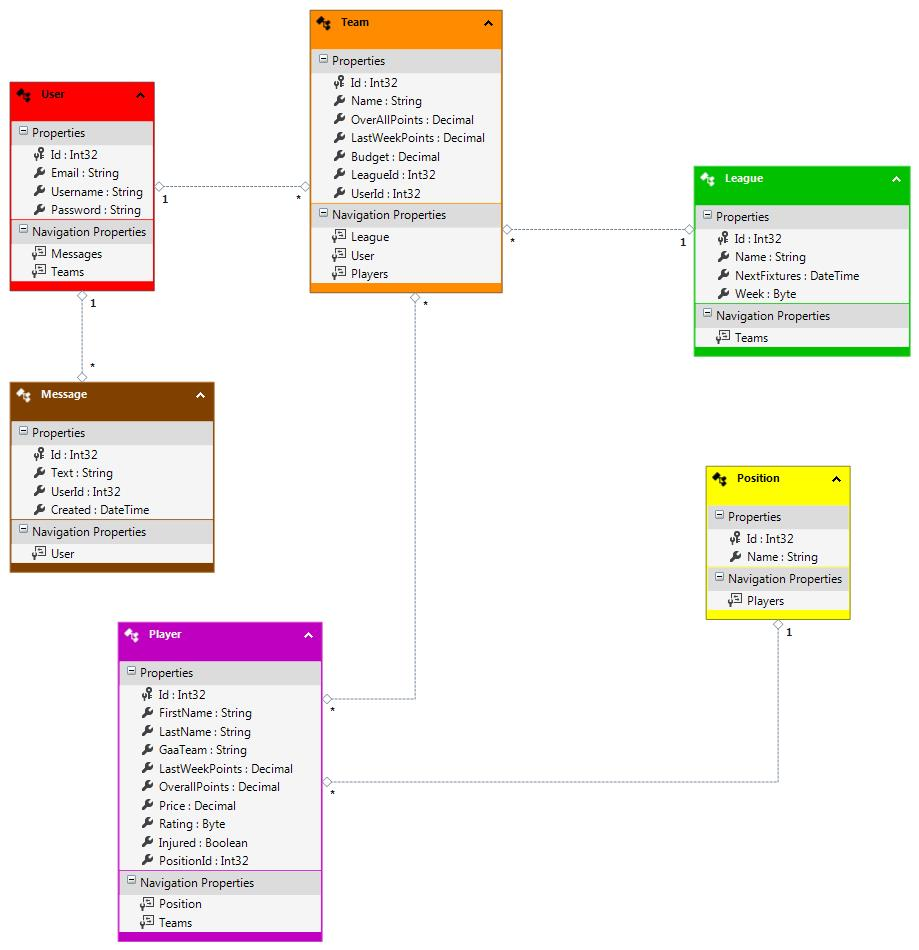 Team
Properties
Id : Int32
Name : String
OverAllPoints : Decimal
LastWeekPoints : Decimal
Budget : Decimal
LeagueId : Int32
UserId : Int32
Navigation Properties
League
User
Players
*
*
*
User
Properties
Id : Int32
Email : String
Username : String
Password : String
Navigation Properties
Messages
Teams
1
1
League
Properties
Id : Int32
Name : String
NextFixtures : DateTime
Week : Byte
Navigation Properties
Teams
1
*
Message
Properties
Id : Int32
Text : String
UserId : Int32
Created : DateTime
Navigation Properties
User
Position
Properties
Id : Int32
Name : String
Navigation Properties
Players
1
Player
Properties
Id : Int32
FirstName : String
LastName : String
GaaTeam : String
LastWeekPoints : Decimal
OverallPoints : Decimal
Price : Decimal
Rating : Byte
Injured : Boolean
PositionId : Int32
Navigation Properties
Position
Teams
*
*